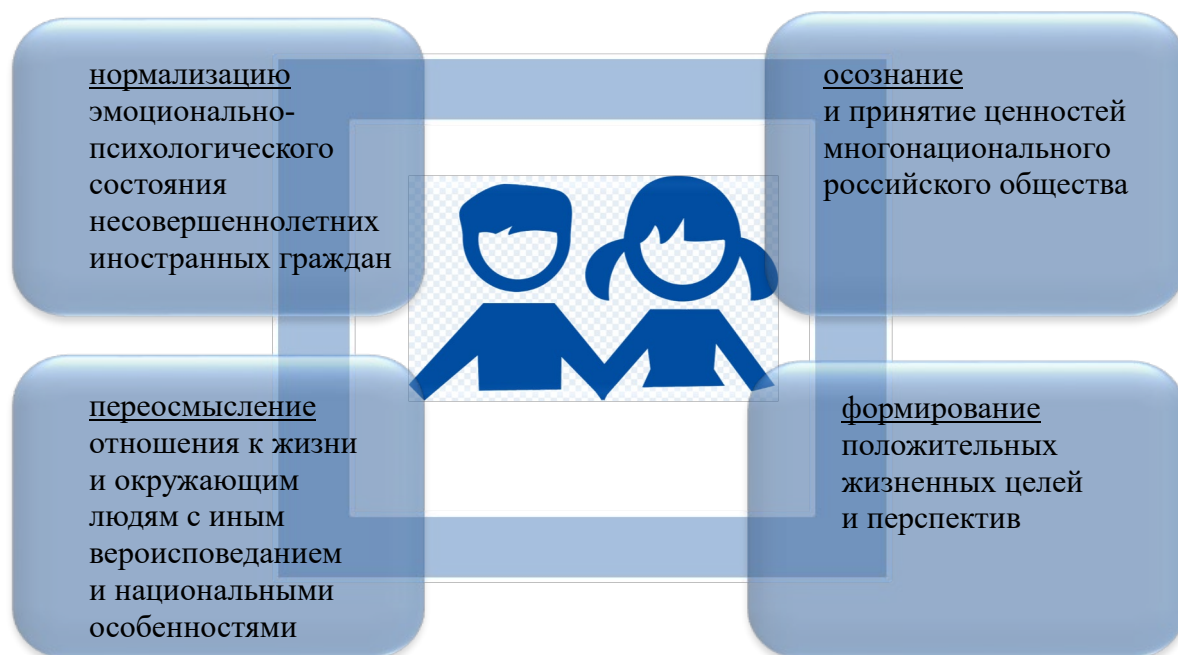 нормализацию
эмоционально-
психологического
состояния
несовершеннолетних
иностранных граждан
осознание
и принятие ценностей
многонационального
российского общества
переосмысление
отношения к жизни
и окружающим
людям с иным
вероисповеданием
и национальными
особенностями
формирование
положительных
жизненных целей
и перспектив